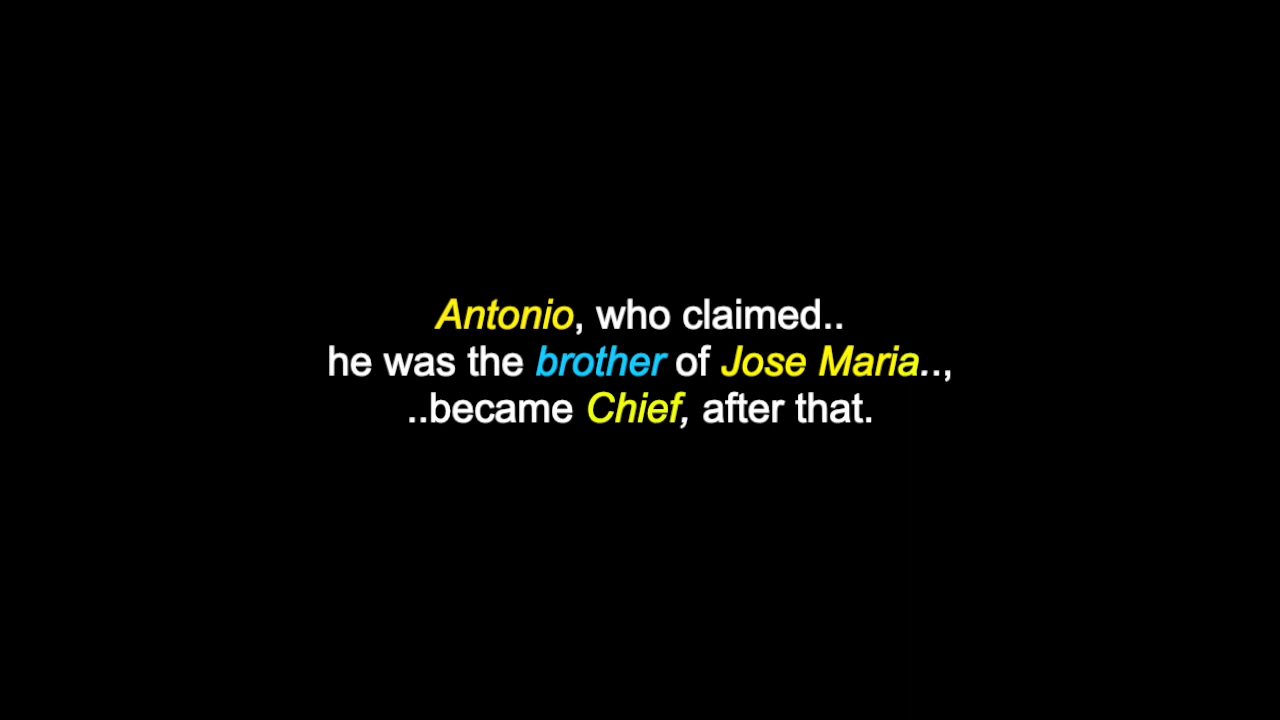 Antonio, who claimed..
he was the brother of Jose Maria..,
..became Chief, after that.